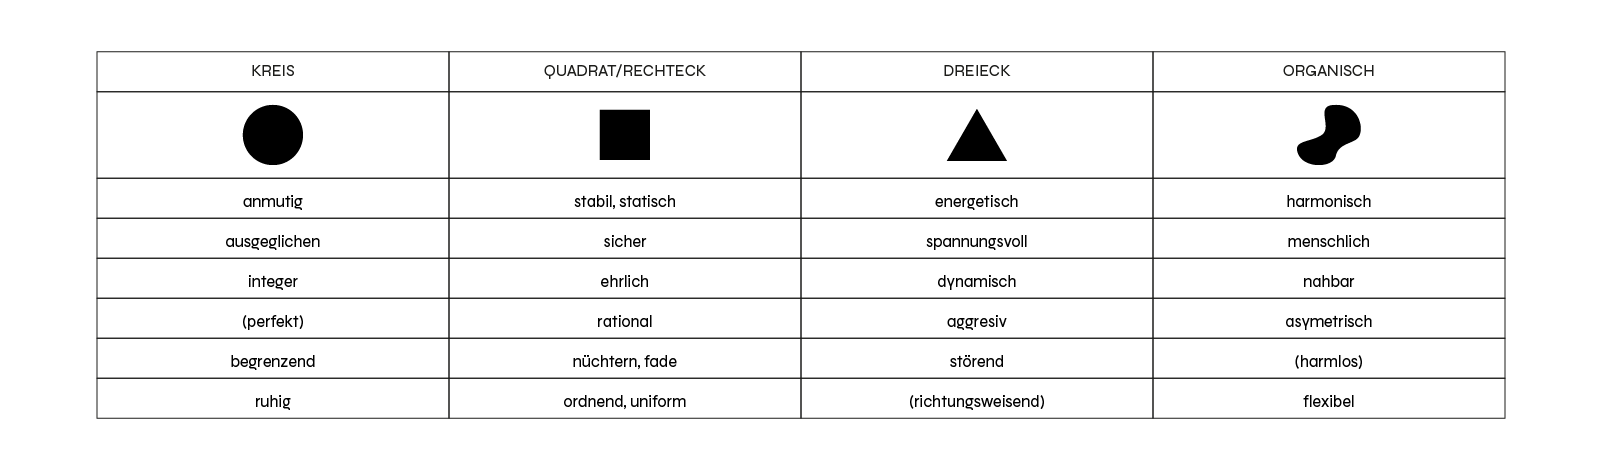 KREIS QUADRAT/RECHTECK DREIECK ORGANISCH
anmutig stabil, statisch energetisch harmonisch
ausgeglichen sicher spannungsvoll menschlich
integer ehrlich dynamisch nahbar
(perfekt) rational aggresiv asymetrisch
begrenzend nüchtern, fade störend (harmlos)
ruhig ordnend, uniform (richtungsweisend) flexibel